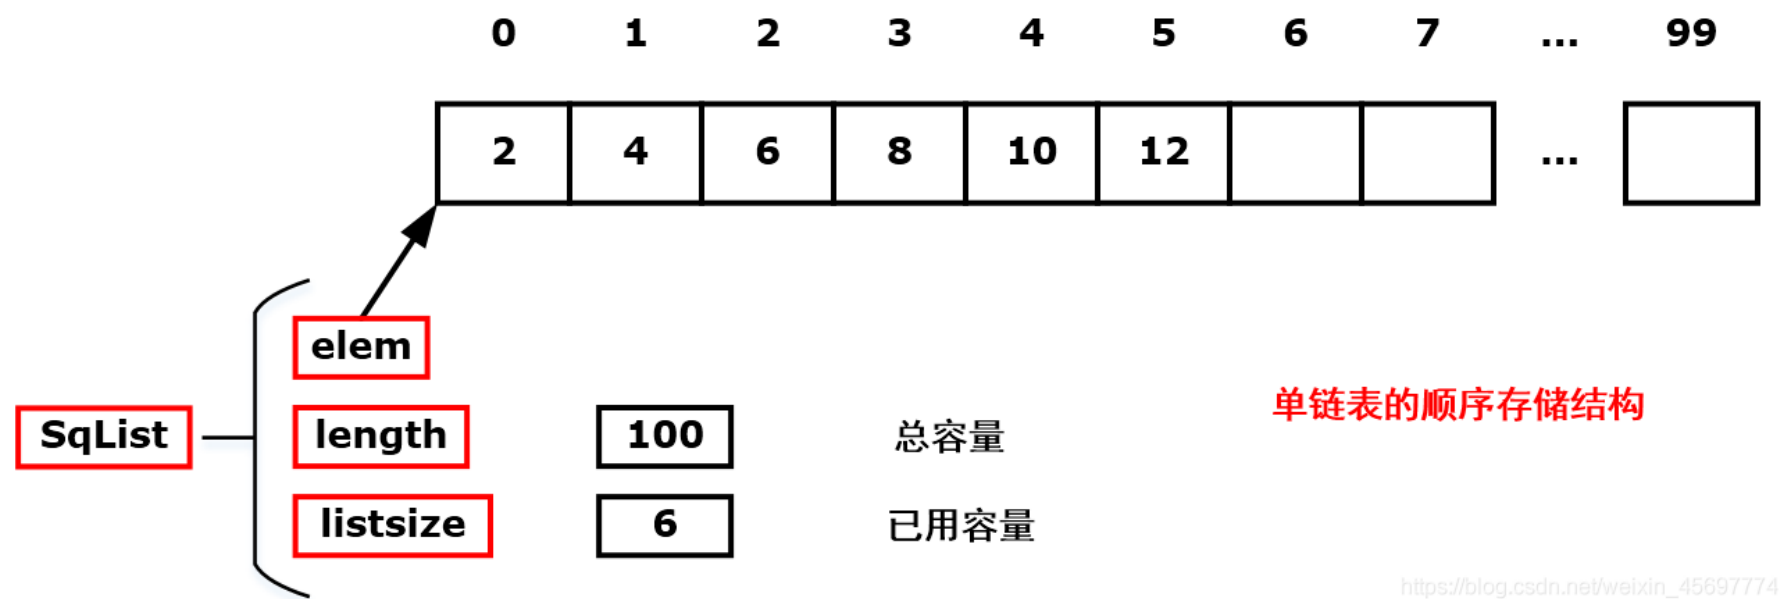 0 1 2 3 4 5 6 7 ... 99
2 4 6 8 10 12 ...
elem
单链表的顺序存储结构
SqList length 100 总容量
listsize 6 已用容量
https://blog.csdn.net/weixin_45697774